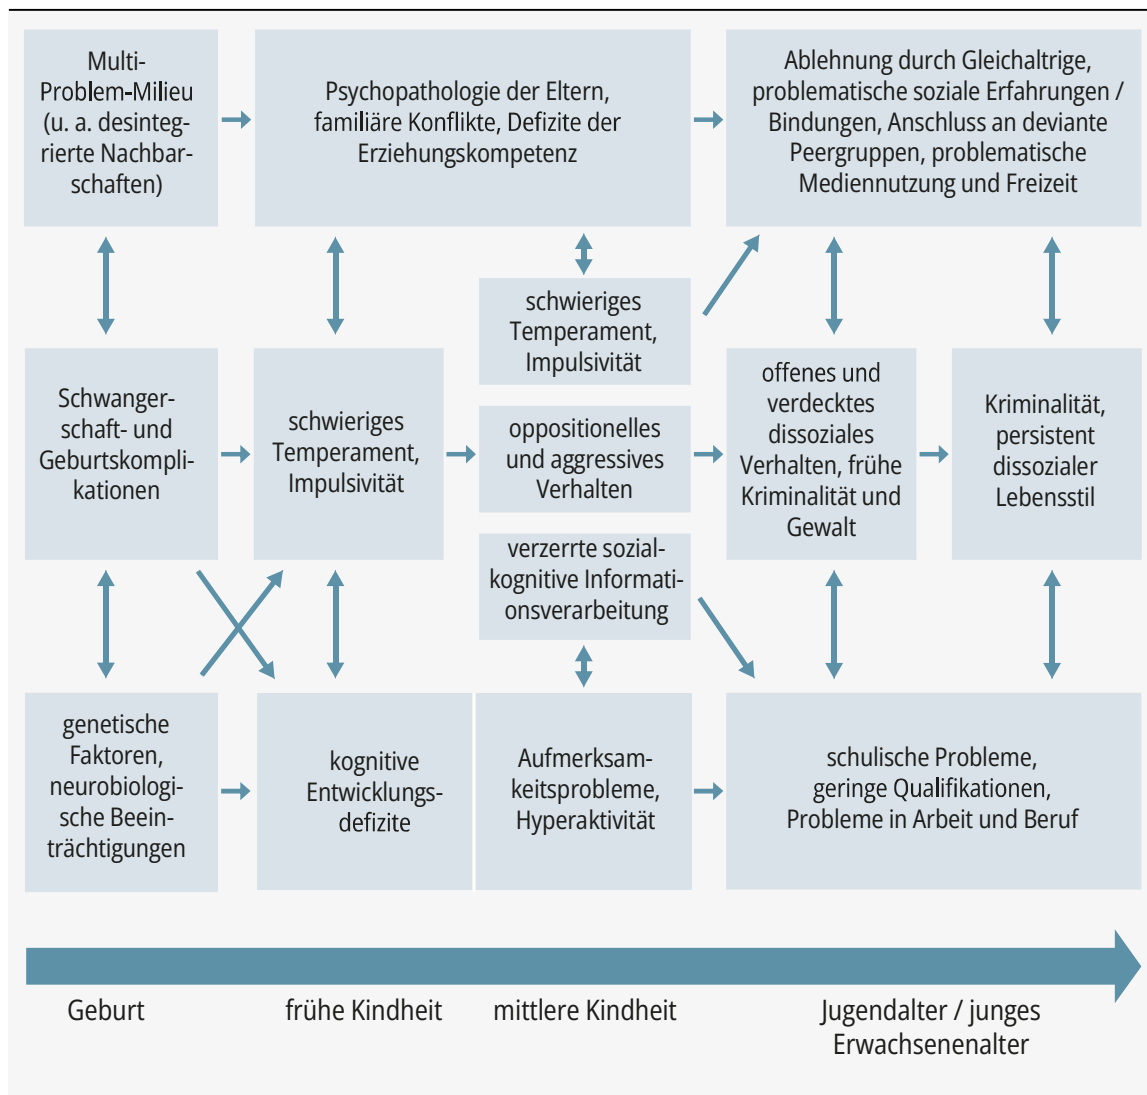 Multi-
Problem-Milieu
(u. a. desinteg-
rierte Nachbar-
schaften)
Psychopathologie der Eltern,
familiäre Konflikte, Defizite der
Erziehungskompetenz
Ablehnung durch Gleichaltrige,
problematische soziale Erfahrungen /
Bindungen, Anschluss an deviante
Peergruppen, problematische
Mediennutzung und Freizeit
schwieriges
Temperament,
Impulsivität
Schwanger-
schaft- und
Geburtskompli-
kationen
schwieriges
Temperament,
Impulsivität
oppositionelles
und aggressives
Verhalten
offenes und
verdecktes
dissoziales
Verhalten, frühe
Kriminalität und
Gewalt
Kriminalität,
persistent
dissozialer
Lebensstil
verzerrte sozial-
kognitive Informati-
onsverarbeitung
genetische
Faktoren,
neurobiologi-
sche Beein-
trächtigungen
kognitive
Entwicklungs-
defizite
Aufmerksam-
keitsprobleme,
Hyperaktivität
schulische Probleme,
geringe Qualifikationen,
Probleme in Arbeit und Beruf
Geburt
frühe Kindheit
mittlere Kindheit
Jugendalter / junges
Erwachsenenalter